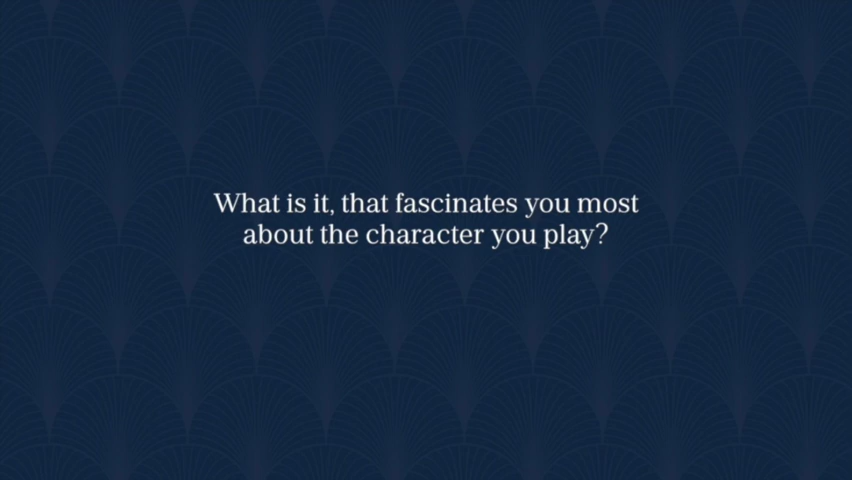 What is it, that fascinates you most
about the character you play?